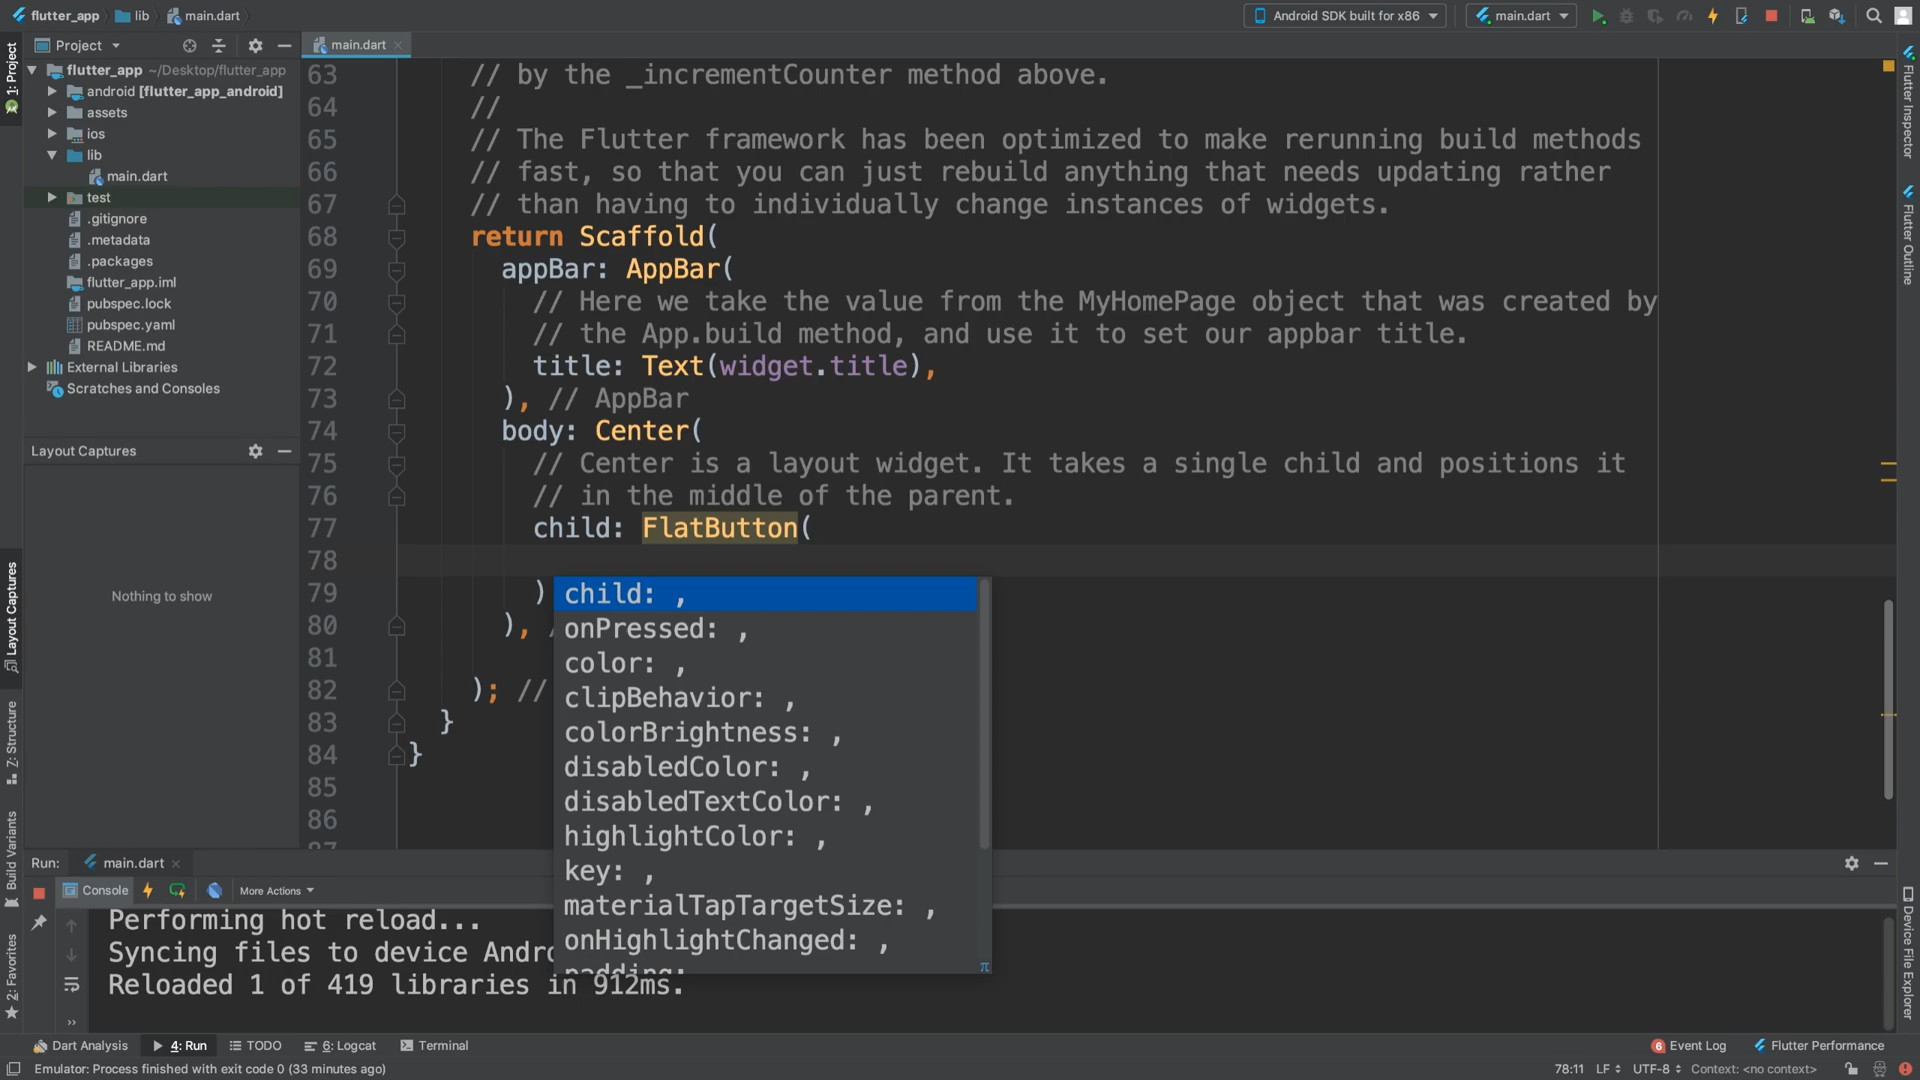 flutter_app
lib
main.dart
Android SDK built for x86
main.dart
1: Project
Project
main.dart
flutter_app ~/Desktop/flutter_app
android [flutter_app_android]
assets
ios
lib
main.dart
test
.gitignore
.metadata
.packages
flutter_app.iml
pubspec.lock
pubspec.yaml
README.md
External Libraries
Scratches and Consoles
Layout Captures
Nothing to show
Layout Captures
Z: Structure
Build Variants
2: Favorites
63 // by the _incrementCounter method above.
64 //
65 // The Flutter framework has been optimized to make rerunning build methods
66 // fast, so that you can just rebuild anything that needs updating rather
67 // than having to individually change instances of widgets.
68 return Scaffold(
69 appBar: AppBar(
70 // Here we take the value from the MyHomePage object that was created by
71 // the App.build method, and use it to set our appbar title.
72 title: Text(widget.title),
73 ), // AppBar
74 body: Center(
75 // Center is a layout widget. It takes a single child and positions it
76 // in the middle of the parent.
77 child: FlatButton(
78
79 )
80 ), /
81
82 ); //
83 }
84 }
85
86
87
child: ,
onPressed: ,
color: ,
clipBehavior: ,
colorBrightness: ,
disabledColor: ,
disabledTextColor: ,
highlightColor: ,
key: ,
materialTapTargetSize: ,
onHighlightChanged: ,
padding:
π
Flutter Inspector
Flutter Outline
Device File Explorer
Run:
main.dart
Console
More Actions
Performing hot reload...
Syncing files to device Andro
Reloaded 1 of 419 libraries in 912ms.
Dart Analysis
4: Run
TODO
6: Logcat
Terminal
6 Event Log
Flutter Performance
Emulator: Process finished with exit code 0 (33 minutes ago)
78:11
LF
UTF-8
Context: <no context>